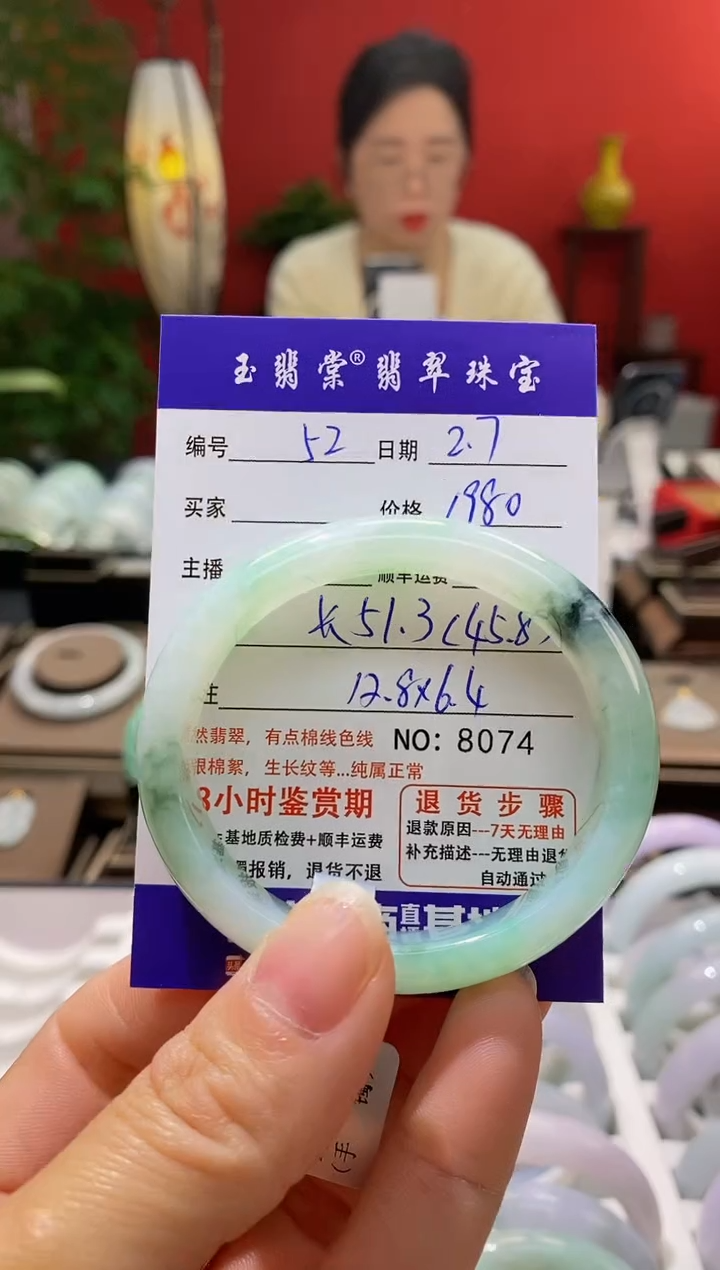 玉翡棠®翡翠珠宝
编号 52 日期 2.7
买家 价格 1980
主播 顺丰运费
长51.3(45.8)
注 12.8x6.4
然翡翠，有点棉线色线 NO: 8074
棉絮，生长纹等...纯属正常
8小时鉴赏期
基地质检费+顺丰运费
报销，退货不退
退货步骤
退款原因---7天无理由
补充描述---无理由退货
自动通过
基地